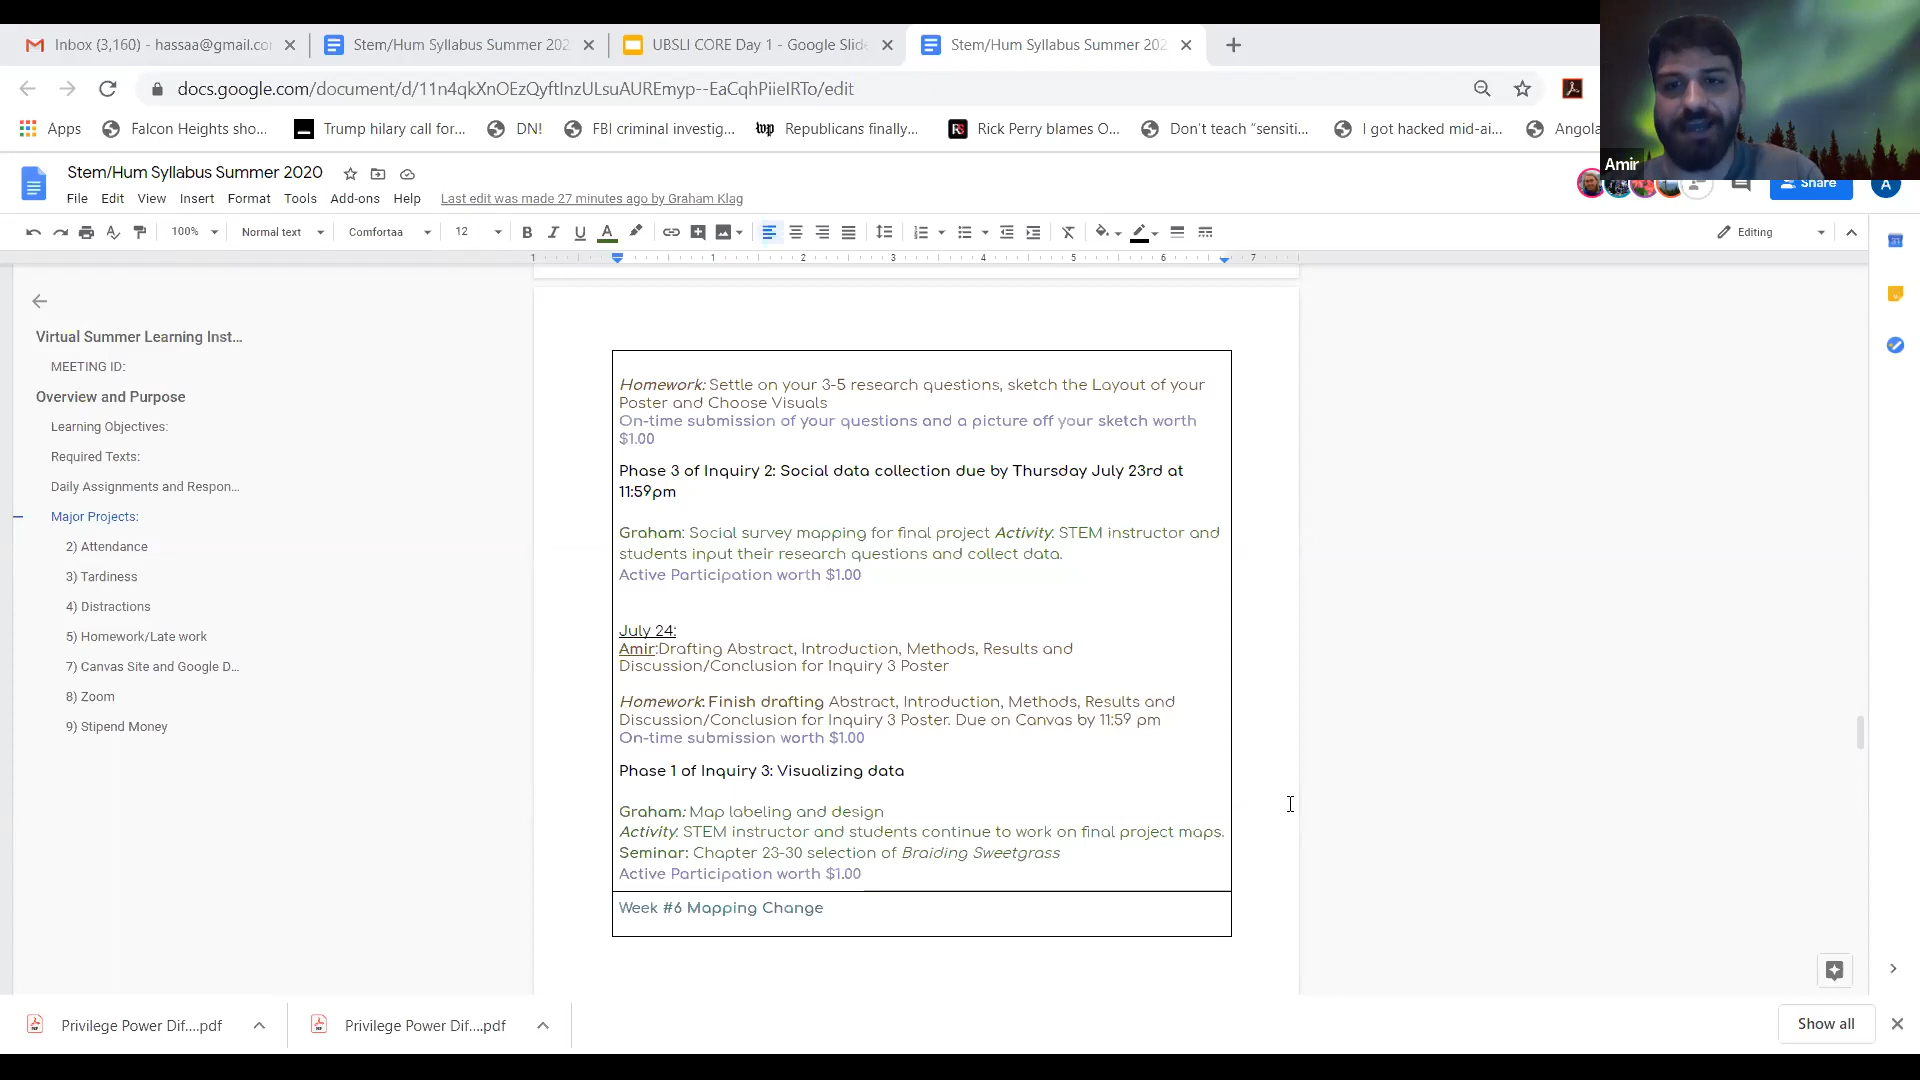 Inbox (3,160) - hassaa@gmail.co
Stem/Hum Syllabus Summer 202
UBSLI CORE Day 1 - Google Slide
Stem/Hum Syllabus Summer 202
docs.google.com/document/d/11n4qkXnOEzQyftInzULsuAUREmyp--EaCqhPiieIRTo/edit
Apps
Falcon Heights sho...
Trump hilary call for...
DN!
FBI criminal investig...
wp
Republicans finally...
RS
Rick Perry blames O...
Don't teach "sensiti...
I got hacked mid-ai...
Angola
Amir
Stem/Hum Syllabus Summer 2020
File Edit View Insert Format Tools Add-ons Help
Last edit was made 27 minutes ago by Graham Klag
Share
A
100%
Normal text
Comfortaa
12
B I U A
Editing
1 1 2 3 4 5 6 7
31
Virtual Summer Learning Inst...
MEETING ID:
Overview and Purpose
Learning Objectives:
Required Texts:
Daily Assignments and Respon...
Major Projects:
2) Attendance
3) Tardiness
4) Distractions
5) Homework/Late work
7) Canvas Site and Google D...
8) Zoom
9) Stipend Money
Homework: Settle on your 3-5 research questions, sketch the Layout of your
Poster and Choose Visuals
On-time submission of your questions and a picture off your sketch worth
$1.00
Phase 3 of Inquiry 2: Social data collection due by Thursday July 23rd at
11:59pm
Graham: Social survey mapping for final project Activity: STEM instructor and
students input their research questions and collect data.
Active Participation worth $1.00
July 24:
Amir:Drafting Abstract, Introduction, Methods, Results and
Discussion/Conclusion for Inquiry 3 Poster
Homework: Finish drafting Abstract, Introduction, Methods, Results and
Discussion/Conclusion for Inquiry 3 Poster. Due on Canvas by 11:59 pm
On-time submission worth $1.00
Phase 1 of Inquiry 3: Visualizing data
Graham: Map labeling and design
Activity: STEM instructor and students continue to work on final project maps.
Seminar: Chapter 23-30 selection of Braiding Sweetgrass
Active Participation worth $1.00
Week #6 Mapping Change
Privilege Power Dif....pdf
Privilege Power Dif....pdf
Show all